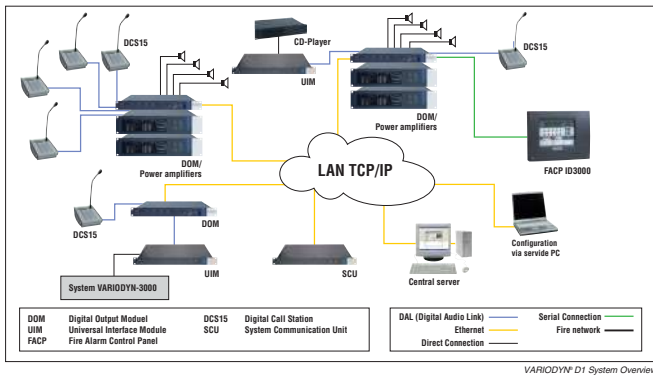 CD-Player
DCS15
DCS15
UIM
DOM/
Power amplifiers
DOM/
Power amplifiers
FACP ID3000
LAN TCP/IP
DCS15
DOM
UIM
SCU
Central server
Configuration
via servide PC
System VARIODYN-3000
DOM Digital Output Moduel DCS15 Digital Call Station
UIM Universal Interface Module SCU System Communication Unit
FACP Fire Alarm Control Panel
DAL (Digital Audio Link) Serial Connection
Ethernet Fire network
Direct Connection
VARIODYN® D1 System Overview